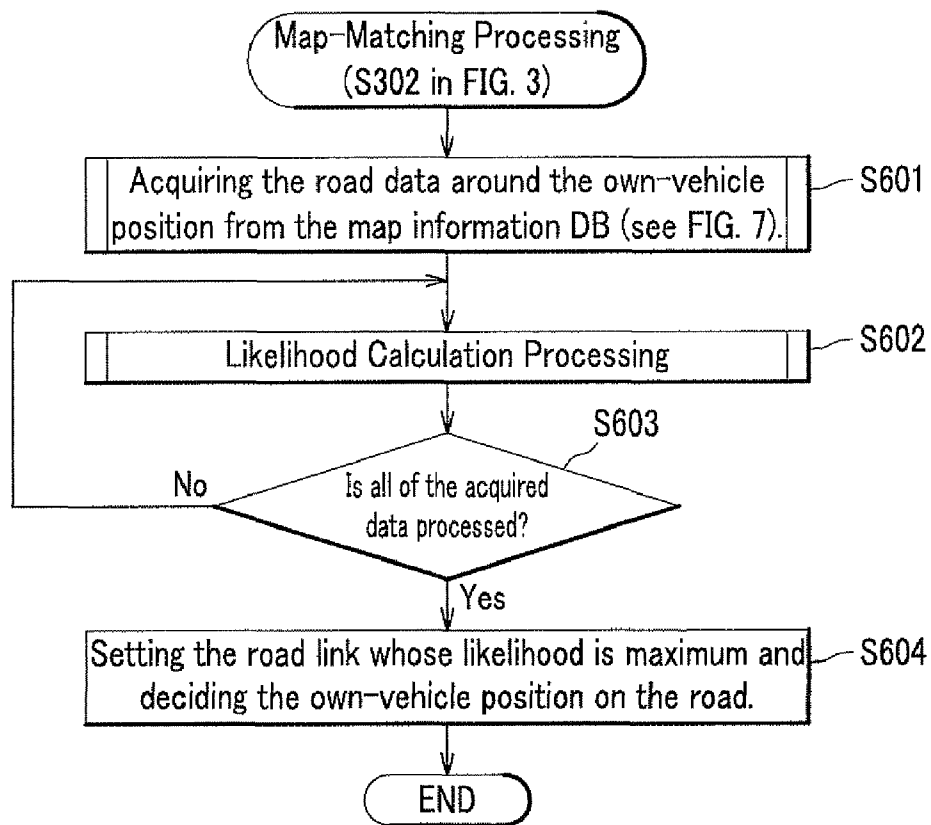 Map-Matching Processing
(S302 in FIG. 3)
Acquiring the road data around the own-vehicle
position from the map information DB (see FIG. 7).
S601
Likelihood Calculation Processing
S602
S603
Is all of the acquired
data processed?
No
Yes
Setting the road link whose likelihood is maximum and
deciding the own-vehicle position on the road.
S604
END